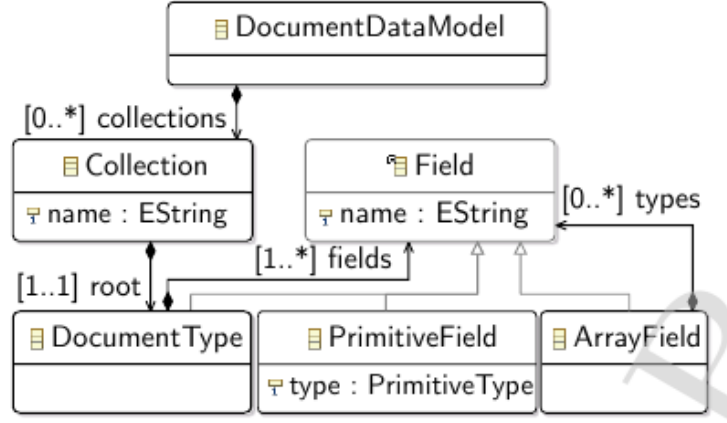 DocumentDataModel
[0..*] collections
Collection
name : EString
Field
name : EString
[0..*] types
[1..*] fields
[1..1] root
DocumentType
PrimitiveField
type : PrimitiveType
ArrayField